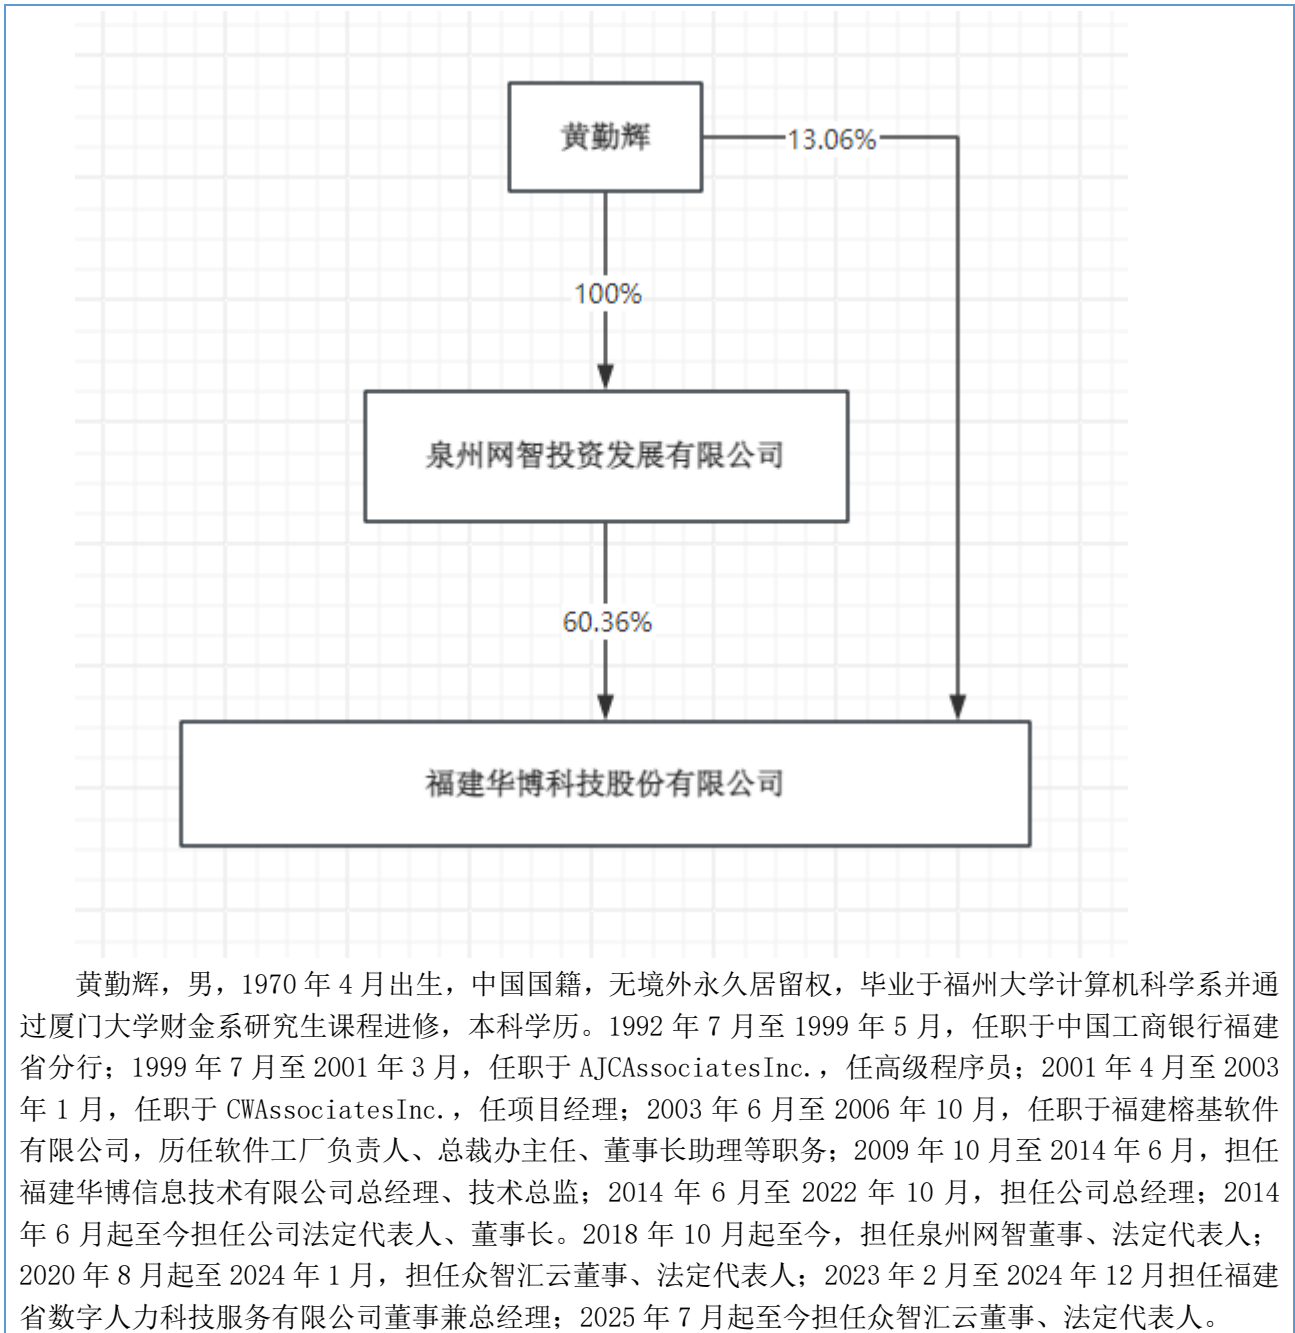 黄勤辉
13.06%
100%
泉州网智投资发展有限公司
60.36%
福建华博科技股份有限公司
黄勤辉，男，1970 年 4 月出生，中国国籍，无境外永久居留权，毕业于福州大学计算机科学系并通
过厦门大学财金系研究生课程进修，本科学历。1992 年 7 月至 1999 年 5 月，任职于中国工商银行福建
省分行；1999 年 7 月至 2001 年 3 月，任职于 AJCAssociatesInc.，任高级程序员；2001 年 4 月至 2003
年 1 月，任职于 CWAssociatesInc.，任项目经理；2003 年 6 月至 2006 年 10 月，任职于福建榕基软件
有限公司，历任软件工厂负责人、总裁办主任、董事长助理等职务；2009 年 10 月至 2014 年 6 月，担任
福建华博信息技术有限公司总经理、技术总监；2014 年 6 月至 2022 年 10 月，担任公司总经理；2014
年 6 月起至今担任公司法定代表人、董事长。2018 年 10 月起至今，担任泉州网智董事、法定代表人；
2020 年 8 月起至 2024 年 1 月，担任众智汇云董事、法定代表人；2023 年 2 月至 2024 年 12 月担任福建
省数字人力科技服务有限公司董事兼总经理；2025 年 7 月起至今担任众智汇云董事、法定代表人。